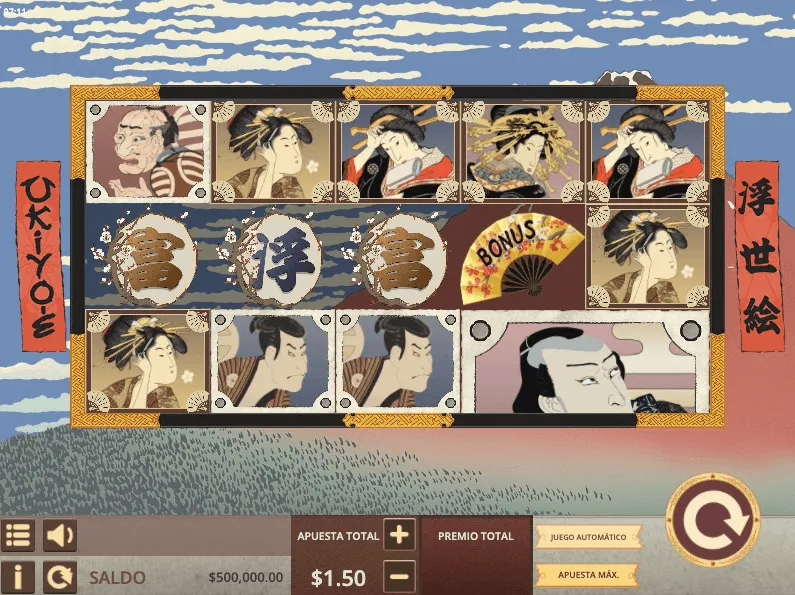 07:11
UKIYOE
浮世絵
富
浮
富
BONUS
APUESTA TOTAL
PREMIO TOTAL
JUEGO AUTOMÁTICO
SALDO
$500,000.00
$1.50
APUESTA MÁX.